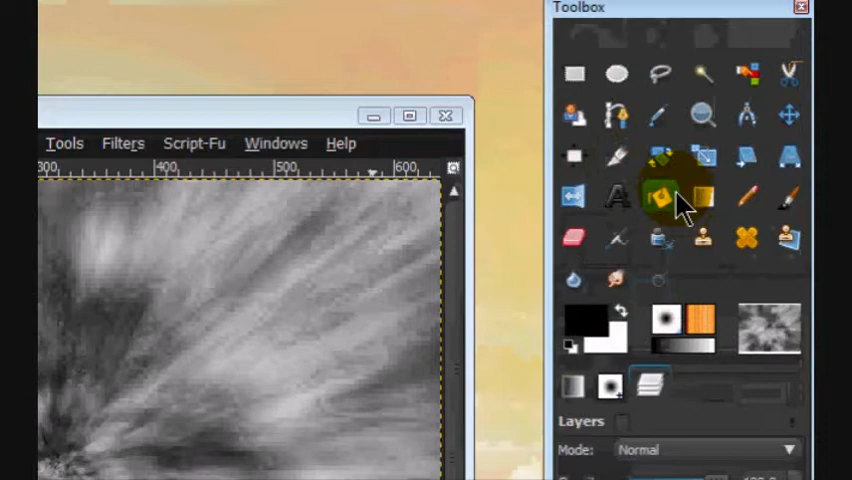 Toolbox
Tools Filters Script-Fu Windows Help
300 400 500 600
Layers
Mode: Normal